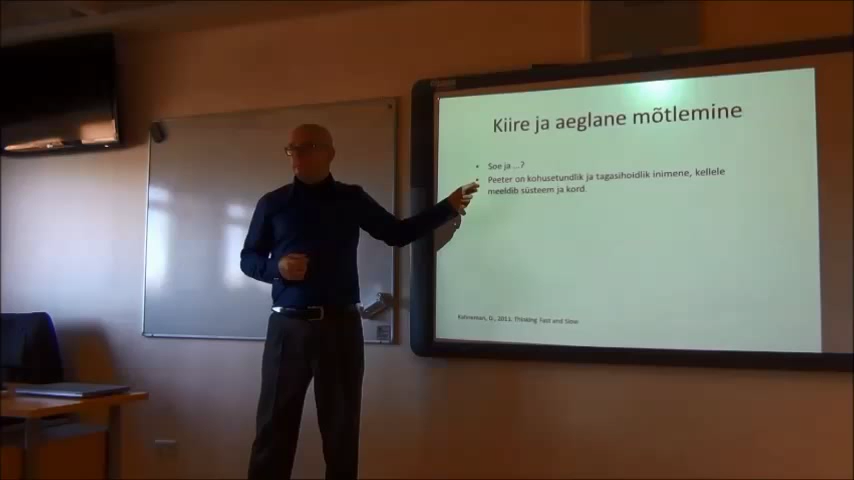 Kiire ja aeglane mõtlemine
• Soe ja ...?
• Peeter on kohusetundlik ja tagasihoidlik inimene, kellele
meeldib süsteem ja kord.
Kahneman, D., 2011. Thinking Fast and Slow